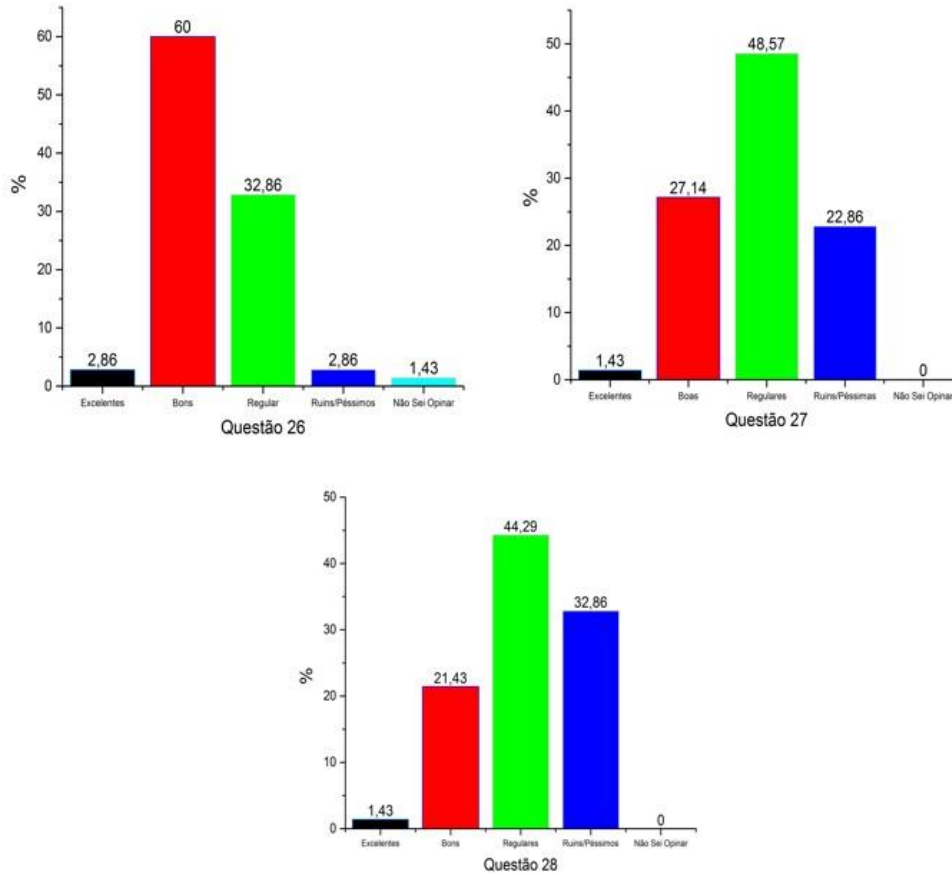 60
60
50
40
32,86
30
20
10
2,86
2,86
1,43
0
%
Excelentes
Bons
Regular
Ruins/Péssimos
Não Sei Opinar
Questão 26
50
48,57
40
30
27,14
22,86
20
10
1,43
0
0
%
Excelentes
Boas
Regulares
Ruins/Péssimas
Não Sei Opinar
Questão 27
50
44,29
40
32,86
30
21,43
20
10
1,43
0
0
%
Excelentes
Bons
Regulares
Ruins/Péssimos
Não Sei Opinar
Questão 28